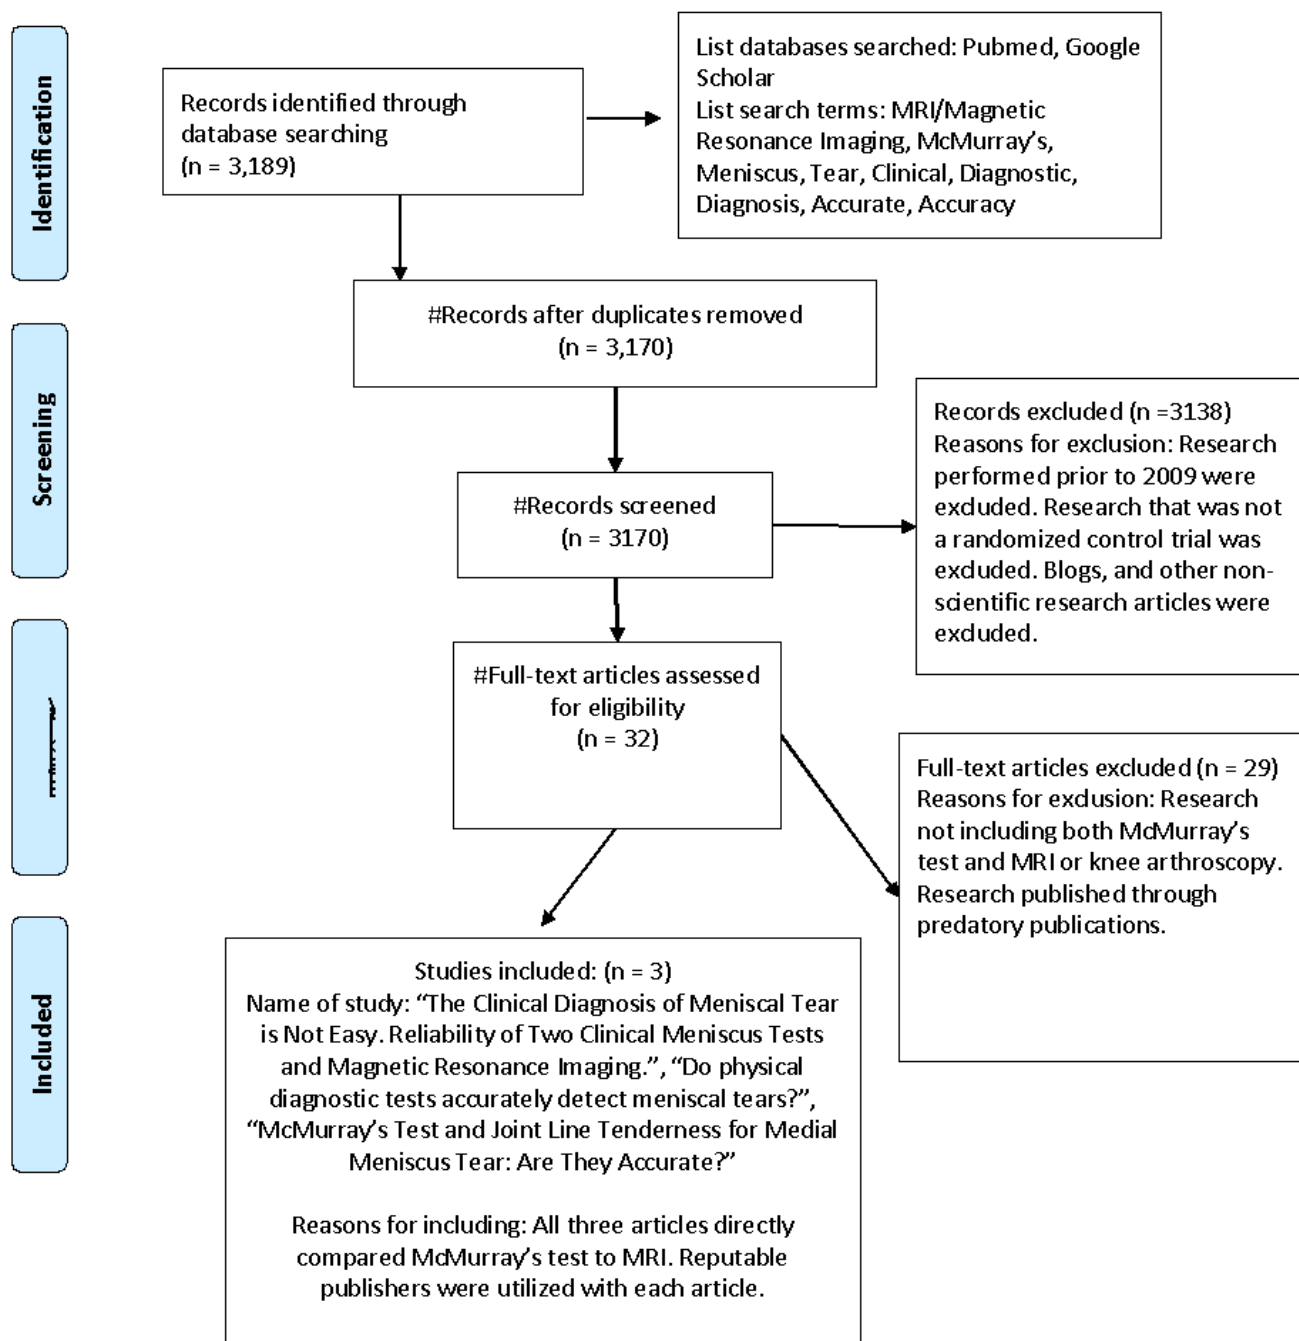 Identification
Records identified through
database searching
(n = 3,189)
List databases searched: Pubmed, Google
Scholar
List search terms: MRI/Magnetic
Resonance Imaging, McMurray’s,
Meniscus, Tear, Clinical, Diagnostic,
Diagnosis, Accurate, Accuracy
#Records after duplicates removed
(n = 3,170)
Screening
#Records screened
(n = 3170)
Records excluded (n =3138)
Reasons for exclusion: Research
performed prior to 2009 were
excluded. Research that was not
a randomized control trial was
excluded. Blogs, and other non-
scientific research articles were
excluded.
#Full-text articles assessed
for eligibility
(n = 32)
Full-text articles excluded (n = 29)
Reasons for exclusion: Research
not including both McMurray’s
test and MRI or knee arthroscopy.
Research published through
predatory publications.
Included
Studies included: (n = 3)
Name of study: “The Clinical Diagnosis of Meniscal Tear
is Not Easy. Reliability of Two Clinical Meniscus Tests
and Magnetic Resonance Imaging.”, “Do physical
diagnostic tests accurately detect meniscal tears?”,
“McMurray’s Test and Joint Line Tenderness for Medial
Meniscus Tear: Are They Accurate?”
Reasons for including: All three articles directly
compared McMurray’s test to MRI. Reputable
publishers were utilized with each article.